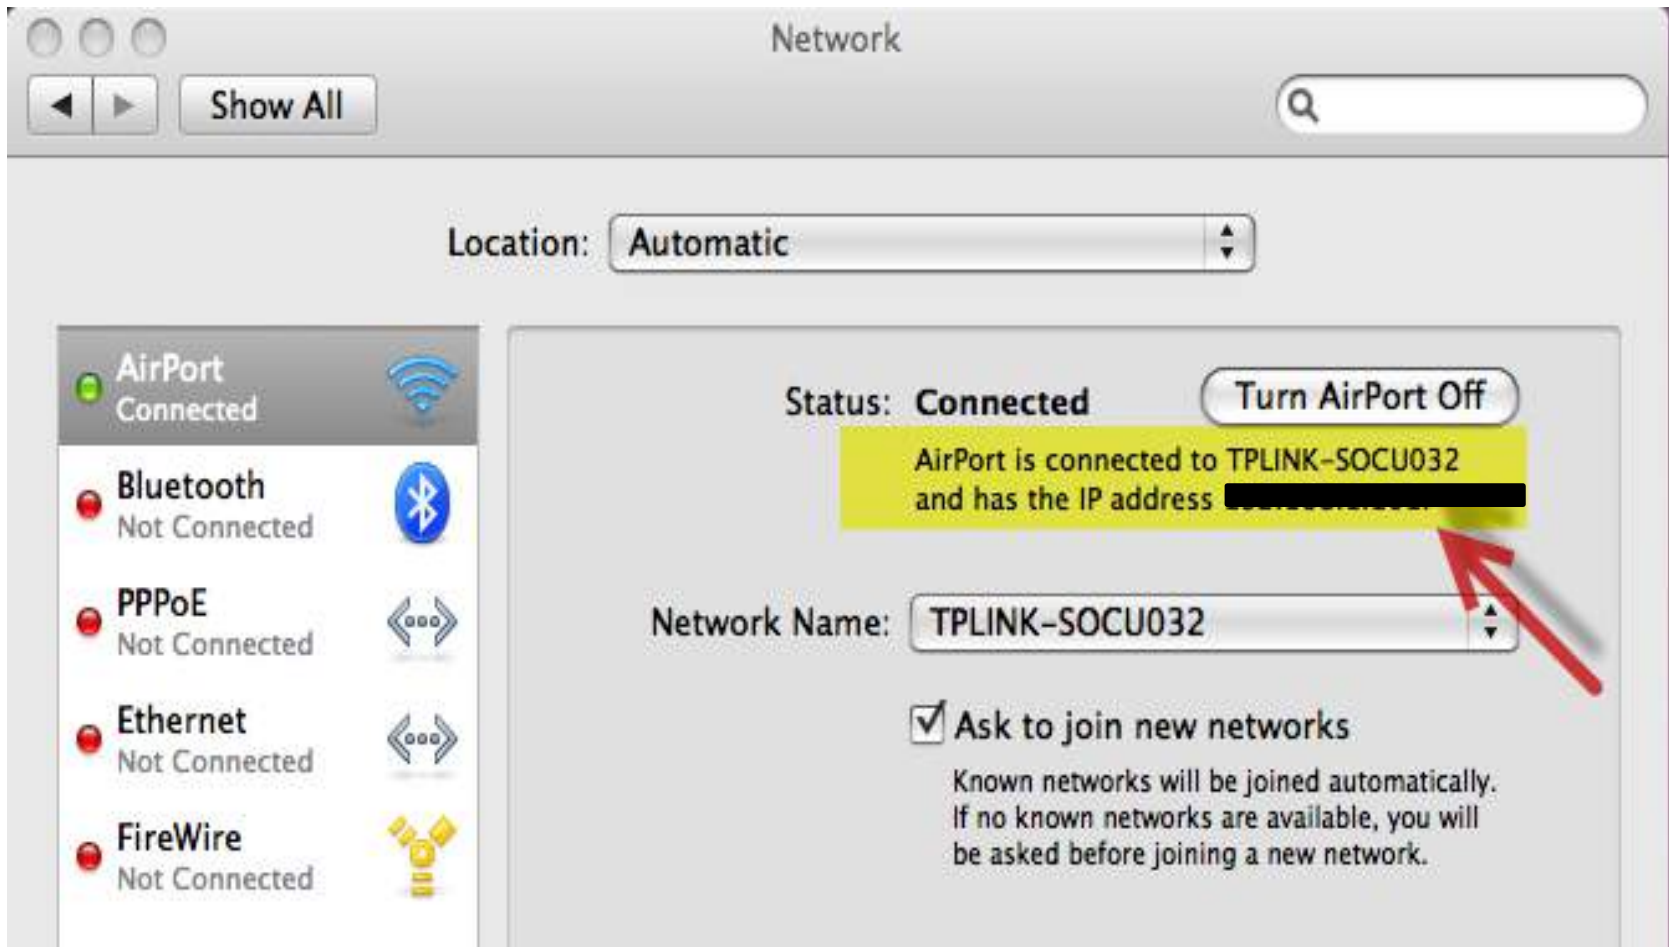 Network
Show All
Location: Automatic
AirPort
Connected
Bluetooth
Not Connected
PPPoE
Not Connected
Ethernet
Not Connected
FireWire
Not Connected
Status: Connected
Turn AirPort Off
AirPort is connected to TPLINK-SOCU032
and has the IP address
Network Name: TPLINK-SOCU032
Ask to join new networks
Known networks will be joined automatically.
If no known networks are available, you will
be asked before joining a new network.